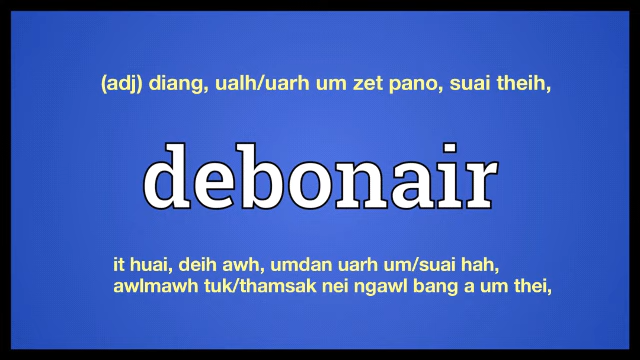 (adj) diang, ualh/uarh um zet pano, suai theih,
debonair
it huai, deih awh, umdan uarh um/suai hah,
awlmawh tuk/thamsak nei ngawl bang a um thei,